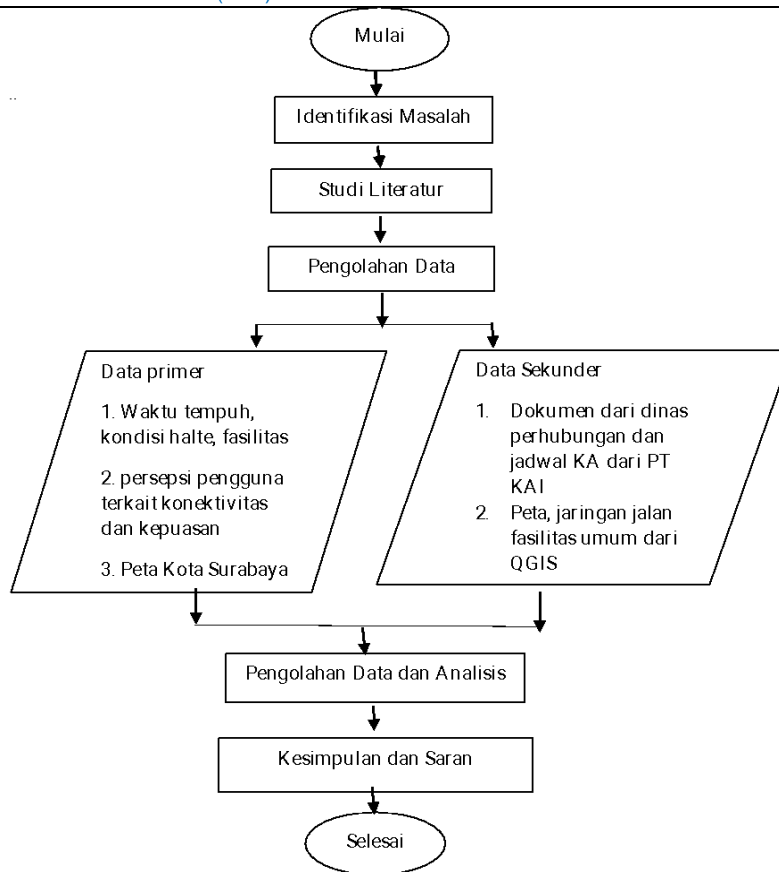 Mulai
Identifikasi Masalah
Studi Literatur
Pengolahan Data
Data primer
1. Waktu tempuh,
kondisi halte, fasilitas
2. persepsi pengguna
terkait konektivitas
dan kepuasan
3. Peta Kota Surabaya
Data Sekunder
1. Dokumen dari dinas
perhubungan dan
jadwal KA dari PT
KAI
2. Peta, jaringan jalan
fasilitas umum dari
QGIS
Pengolahan Data dan Analisis
Kesimpulan dan Saran
Selesai